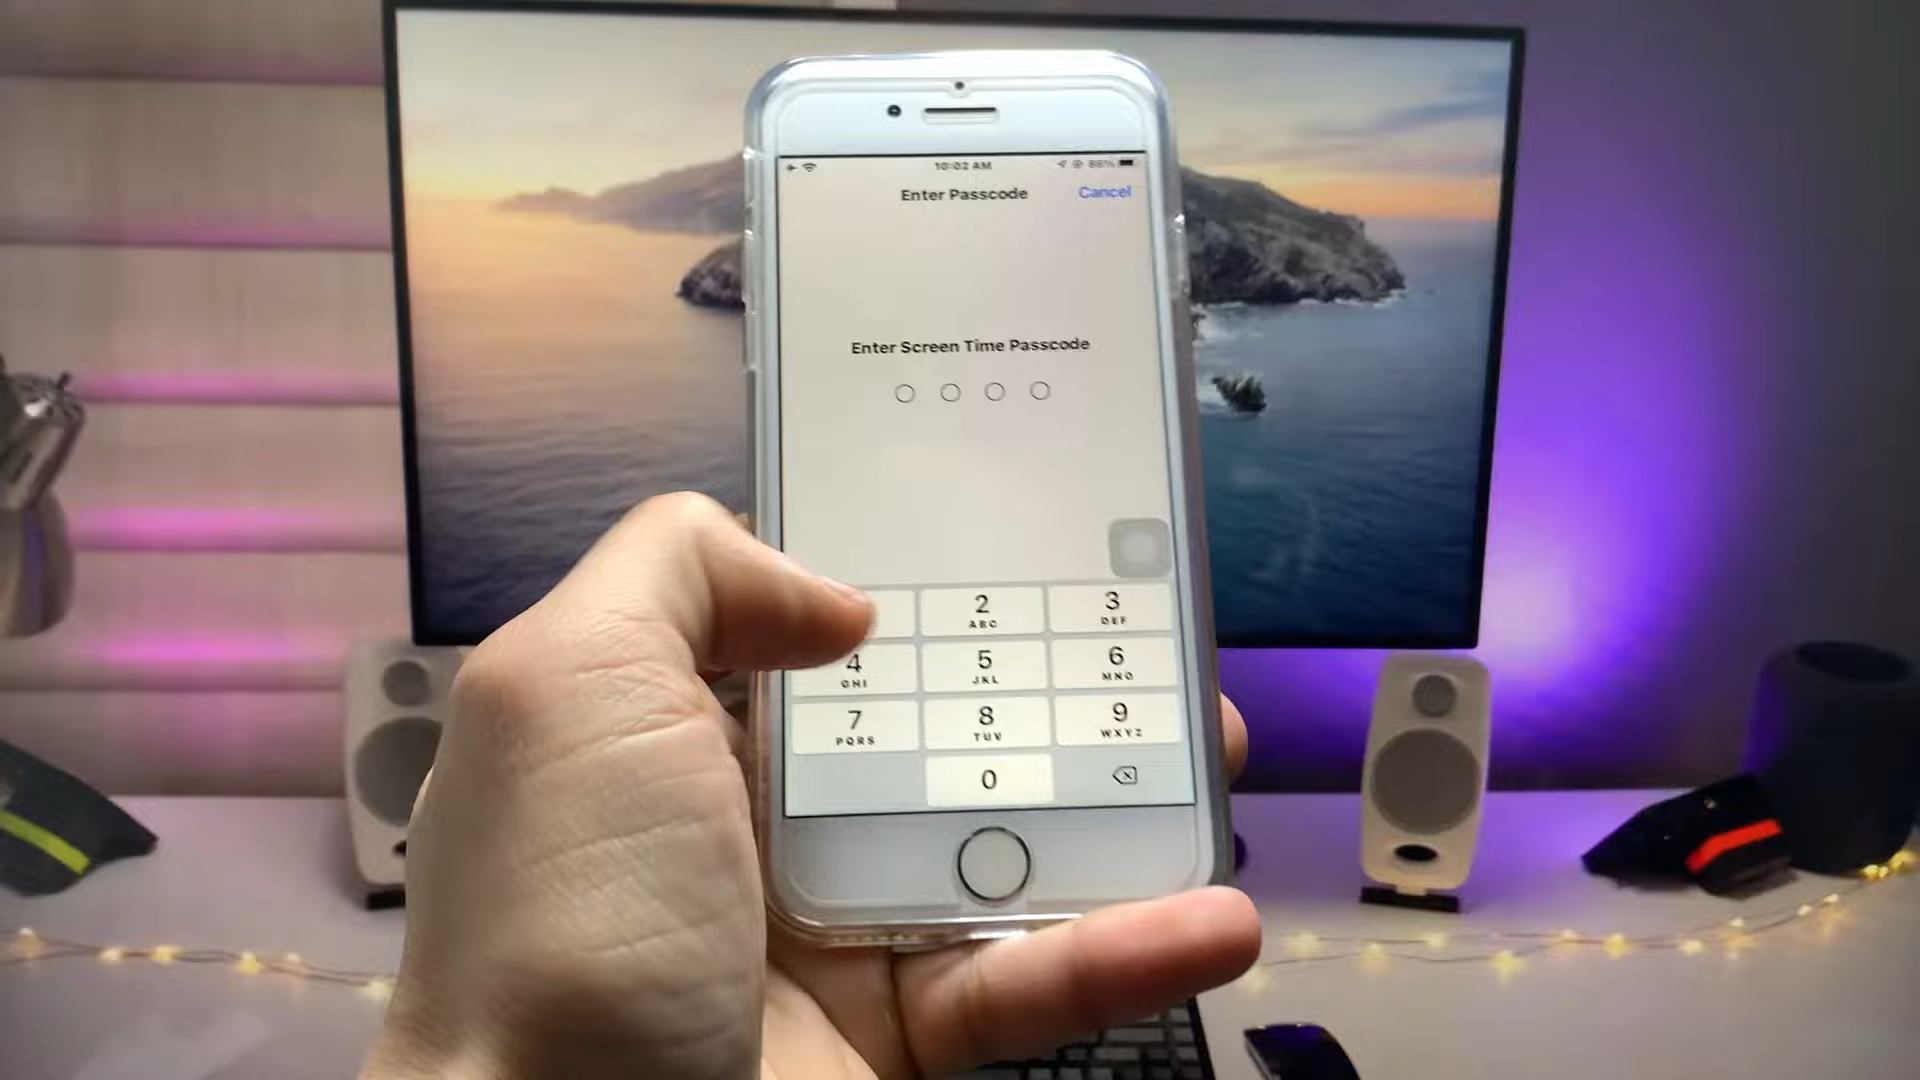 10:02 AM
88%
Enter Passcode
Cancel
Enter Screen Time Passcode
2
ABC
3
DEF
4
GHI
5
JKL
6
MNO
7
PQRS
8
TUV
9
WXYZ
0